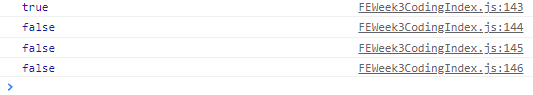 true FEWeek3CodingIndex.js:143
false FEWeek3CodingIndex.js:144
false FEWeek3CodingIndex.js:145
false FEWeek3CodingIndex.js:146